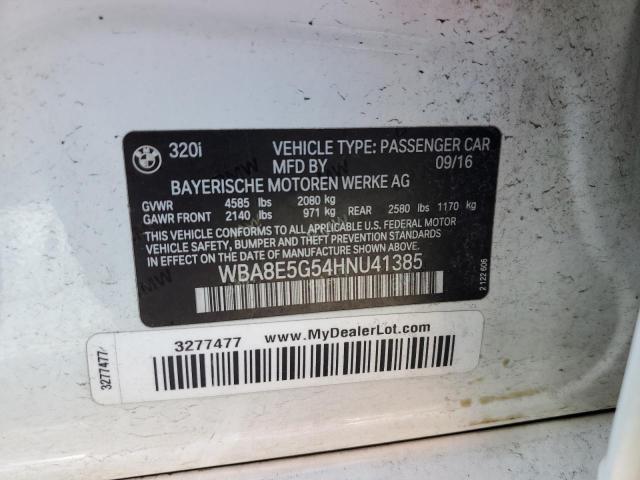 320i VEHICLE TYPE: PASSENGER CAR
MFD BY 09/16
BAYERISCHE MOTOREN WERKE AG
GVWR 4585 lbs 2080 kg
GAWR FRONT 2140 lbs 971 kg REAR 2580 lbs 1170 kg
THIS VEHICLE CONFORMS TO ALL APPLICABLE U.S. FEDERAL MOTOR
VEHICLE SAFETY, BUMPER, AND THEFT PREVENTION STANDARDS
IN EFFECT ON THE DATE OF MANUFACTURE SHOWN ABOVE.
WBA8E5G54HNU41385
2 122 606
3277477 www.MyDealerLot.com
3277477